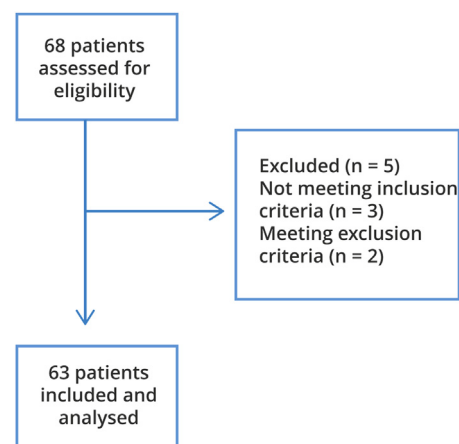 68 patients
assessed for
eligibility
Excluded (n = 5)
Not meeting inclusion
criteria (n = 3)
Meeting exclusion
criteria (n = 2)
63 patients
included and
analysed